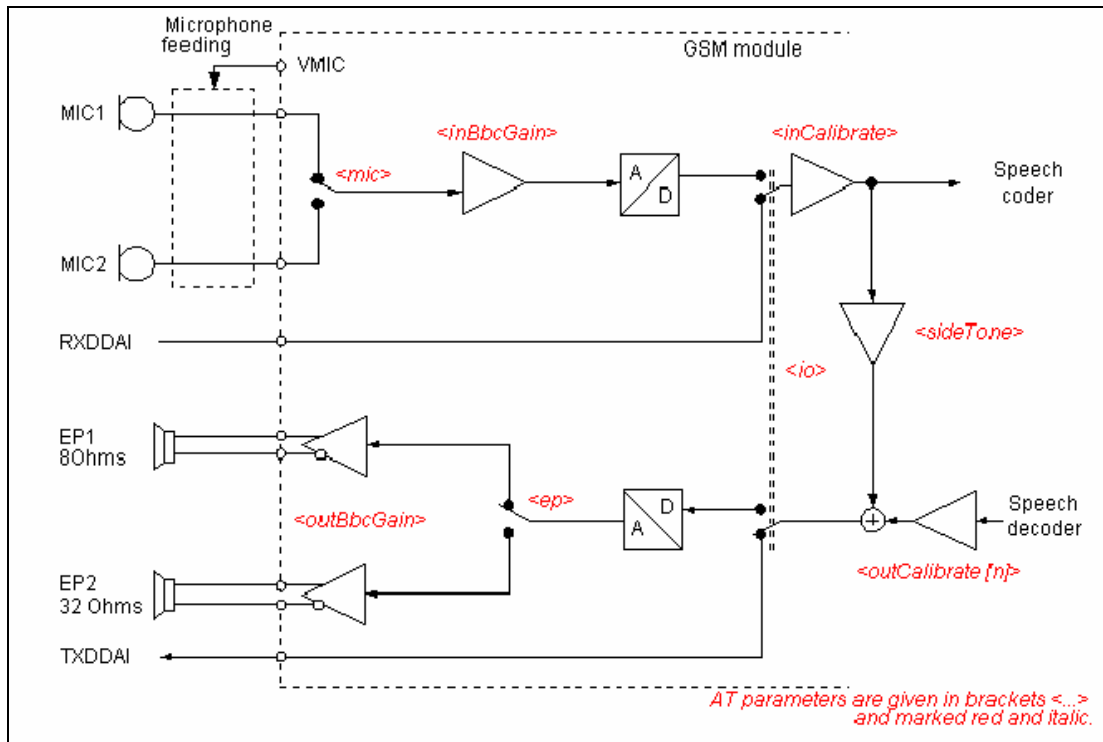 Microphone
feeding
GSM module
VMIC
MIC1
<inBbcGain>
<inCalibrate>
<mic>
A
D
Speech
coder
MIC2
<sideTone>
RXDDAI
<io>
EP1
8Ohms
<ep>
D
A
Speech
decoder
<outBbcGain>
<outCalibrate [n]>
EP2
32 Ohms
TXDDAI
AT parameters are given in brackets <...>
and marked red and italic.